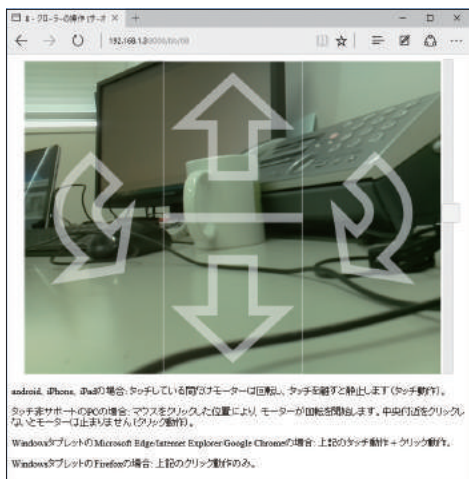 8 - クローラーの操作 (サーボ
192.168.1.3:8000/bb/08
android、iPhone、iPadの場合: タッチしている間だけモーターは回転し、タッチを離すと静止します (タッチ動作)。
タッチ非サポートのPCの場合: マウスをクリックした位置により、モーターが回転を開始します。中央付近をクリックし
ないとモーターは止まりません (クリック動作)。
WindowsタブレットのMicrosoft Edge/Internet Explorer/Google Chromeの場合: 上記のタッチ動作 + クリック動作。
WindowsタブレットのFirefoxの場合: 上記のクリック動作のみ。